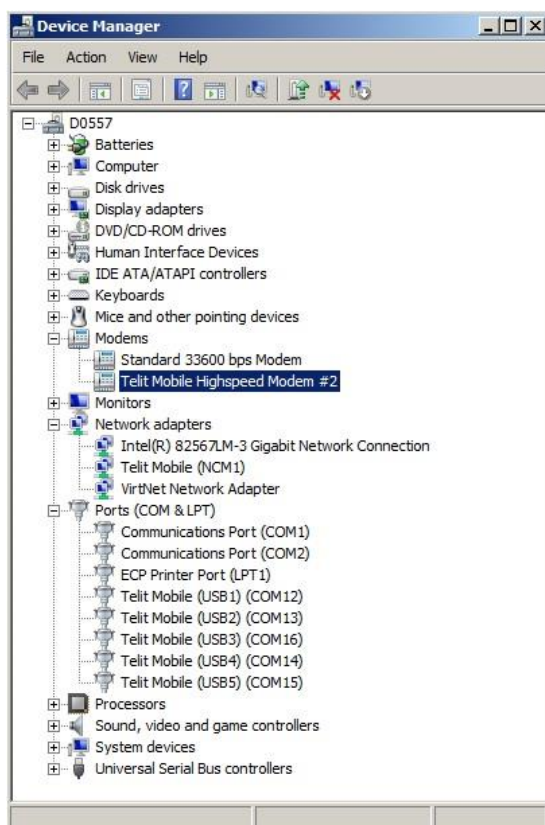 Device Manager
File Action View Help
D0557
Batteries
Computer
Disk drives
Display adapters
DVD/CD-ROM drives
Human Interface Devices
IDE ATA/ATAPI controllers
Keyboards
Mice and other pointing devices
Modems
Standard 33600 bps Modem
Telit Mobile Highspeed Modem #2
Monitors
Network adapters
Intel(R) 82567LM-3 Gigabit Network Connection
Telit Mobile (NCM1)
VirtNet Network Adapter
Ports (COM & LPT)
Communications Port (COM1)
Communications Port (COM2)
ECP Printer Port (LPT1)
Telit Mobile (USB1) (COM12)
Telit Mobile (USB2) (COM13)
Telit Mobile (USB3) (COM16)
Telit Mobile (USB4) (COM14)
Telit Mobile (USB5) (COM15)
Processors
Sound, video and game controllers
System devices
Universal Serial Bus controllers